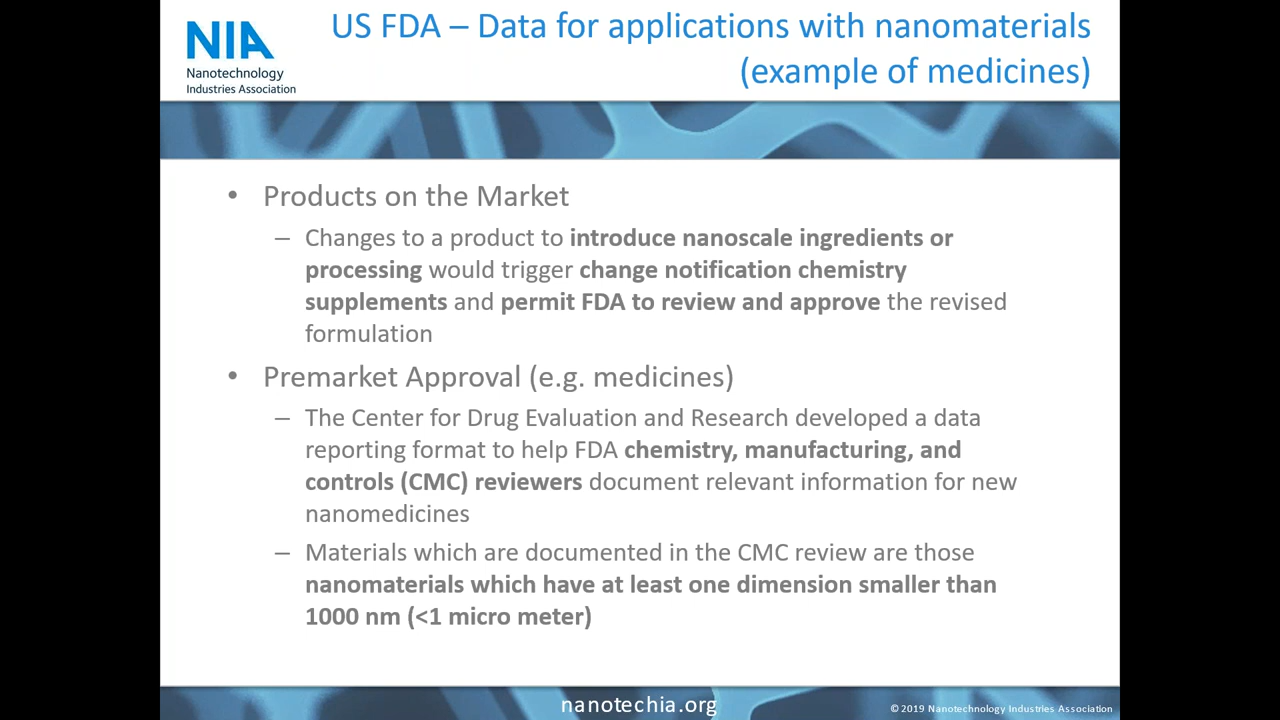 NIA
Nanotechnology
Industries Association
US FDA – Data for applications with nanomaterials
(example of medicines)
• Products on the Market
– Changes to a product to introduce nanoscale ingredients or
processing would trigger change notification chemistry
supplements and permit FDA to review and approve the revised
formulation
• Premarket Approval (e.g. medicines)
– The Center for Drug Evaluation and Research developed a data
reporting format to help FDA chemistry, manufacturing, and
controls (CMC) reviewers document relevant information for new
nanomedicines
– Materials which are documented in the CMC review are those
nanomaterials which have at least one dimension smaller than
1000 nm (<1 micro meter)
nanotechia.org
© 2019 Nanotechnology Industries Association